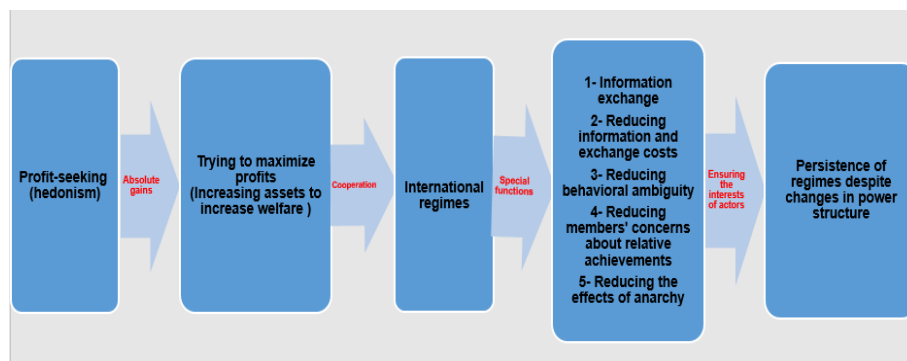 Profit-seeking
(hedonism)
Absolute
gains
Trying to maximize
profits
(Increasing assets to
increase welfare )
Cooperation
International
regimes
Special
functions
1- Information
exchange
2- Reducing
information and
exchange costs
3- Reducing
behavioral ambiguity
4- Reducing
members' concerns
about relative
achievements
5- Reducing the
effects of anarchy
Ensuring
the
interests
of actors
Persistence of
regimes despite
changes in power
structure